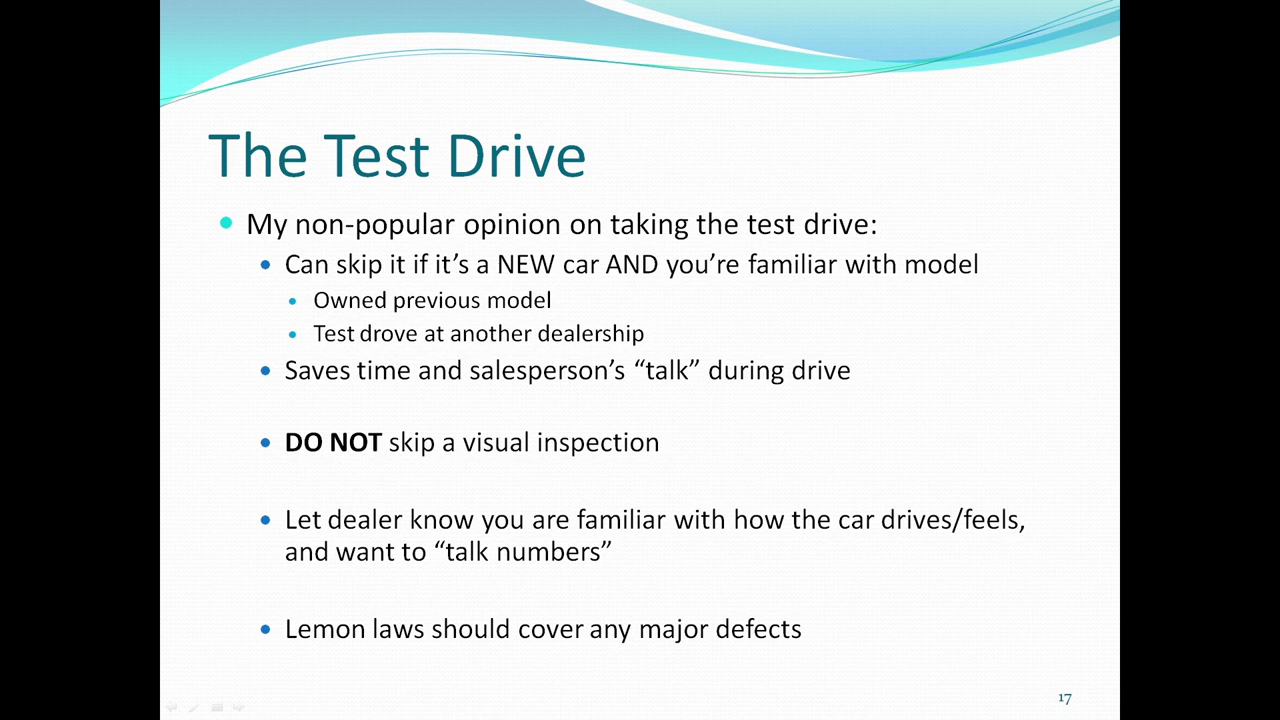 The Test Drive
My non-popular opinion on taking the test drive:
Can skip it if it’s a NEW car AND you’re familiar with model
Owned previous model
Test drove at another dealership
Saves time and salesperson’s “talk” during drive
DO NOT skip a visual inspection
Let dealer know you are familiar with how the car drives/feels,
and want to “talk numbers”
Lemon laws should cover any major defects
17